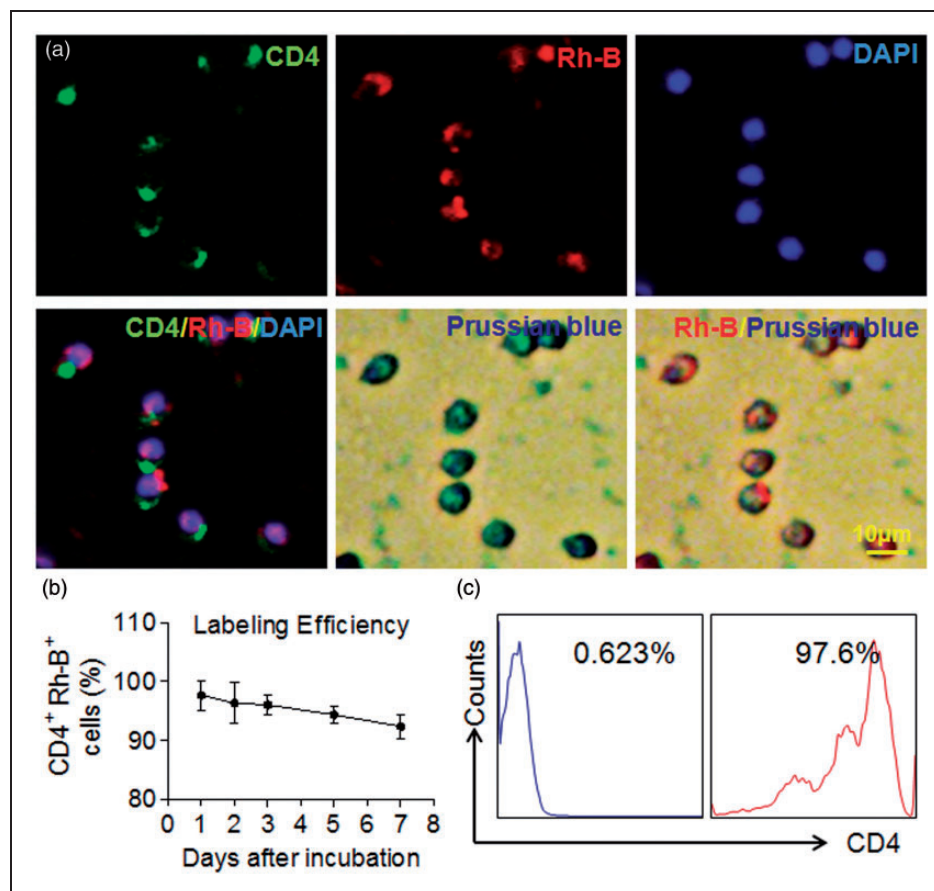 (a)
CD4
Rh-B
DAPI
CD4/Rh-B/DAPI
Prussian blue
Rh-B/Prussian blue
10μm
(b)
Labeling Efficiency
CD4+ Rh-B+
cells (%)
110
100
90
80
0 1 2 3 4 5 6 7 8
Days after incubation
(c)
Counts
0.623%
97.6%
CD4